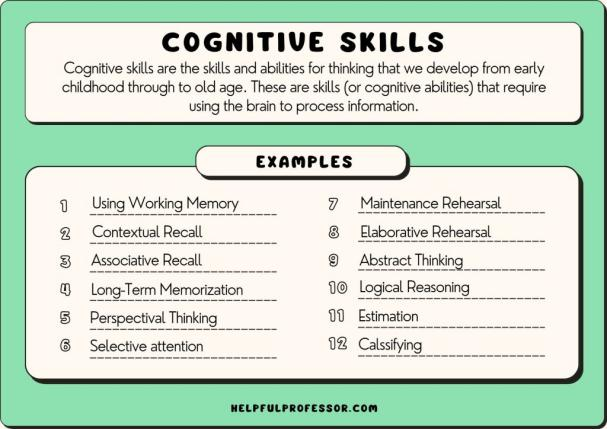 COGNITIVE SKILLS
Cognitive skills are the skills and abilities for thinking that we develop from early
childhood through to old age. These are skills (or cognitive abilities) that require
using the brain to process information.
EXAMPLES
1 Using Working Memory
2 Contextual Recall
3 Associative Recall
4 Long-Term Memorization
5 Perspectival Thinking
6 Selective attention
7 Maintenance Rehearsal
8 Elaborative Rehearsal
9 Abstract Thinking
10 Logical Reasoning
11 Estimation
12 Calssifying
HELPFULPROFESSOR.COM